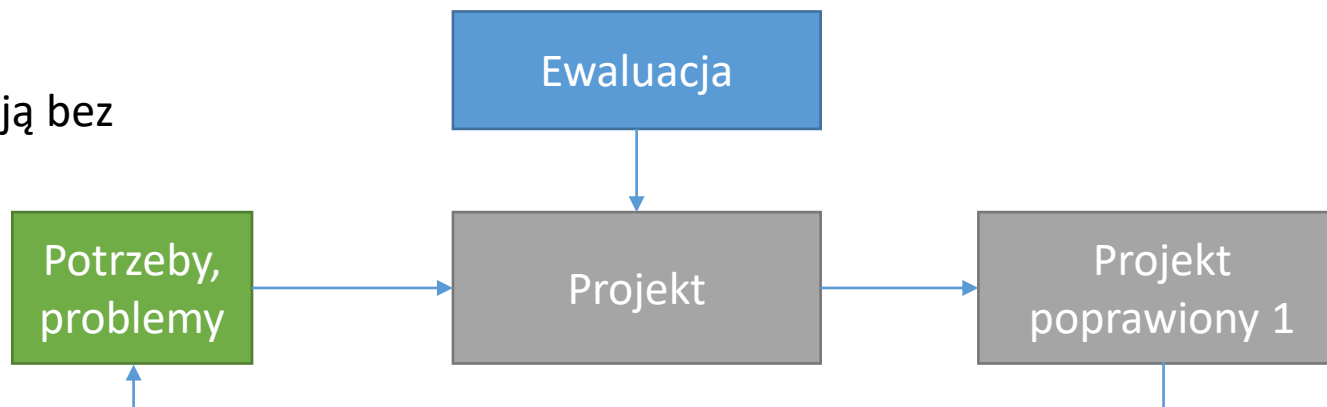 Ewaluacja
ją bez
Potrzeby,
problemy
Projekt
Projekt
poprawiony 1